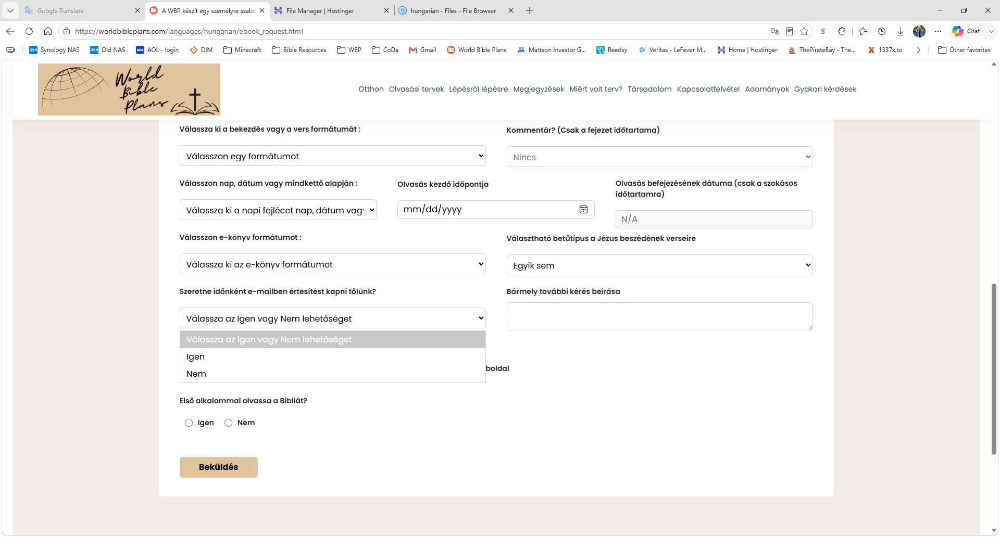 Google Translate
A WBP készít egy személyre szabo
File Manager | Hostinger
hungarian - Files - File Browser
https://worldbibleplans.com/languages/hungarian/ebook_request.html
Chat
Synology NAS
Old NAS
AOL - login
DIM
Minecraft
Bible Resources
WBP
CoDa
Gmail
World Bible Plans
Mattson Investor G...
Reedsy
Veritas - LeFever M...
Home | Hostinger
ThePirateBay - The...
1337x.to
Other favorites
World
Bible
Plans
Otthon Olvasási tervek Lépésről lépésre Megjegyzések Miért volt terv? Társadalom Kapcsolatfelvétel Adományok Gyakori kérdések
Válassza ki a bekezdés vagy a vers formátumát :
Kommentár? (Csak a fejezet időtartama)
Válasszon egy formátumot
Nincs
Válasszon nap, dátum vagy mindkettő alapján :
Olvasás kezdő időpontja
Olvasás befejezésének dátuma (csak a szokásos
időtartamra)
Válassza ki a napi fejlécet nap, dátum vagy
mm/dd/yyyy
N/A
Válasszon e-könyv formátumot :
Választható betűtípus a Jézus beszédének verseire
Válassza ki az e-könyv formátumot
Egyik sem
Szeretne időnként e-mailben értesítést kapni tőlünk?
Bármely további kérés beírása
Válassza az Igen vagy Nem lehetőséget
Válassza az Igen vagy Nem lehetőséget
Igen
Nem
boldal
Első alkalommal olvassa a Bibliát?
Igen
Nem
Beküldés